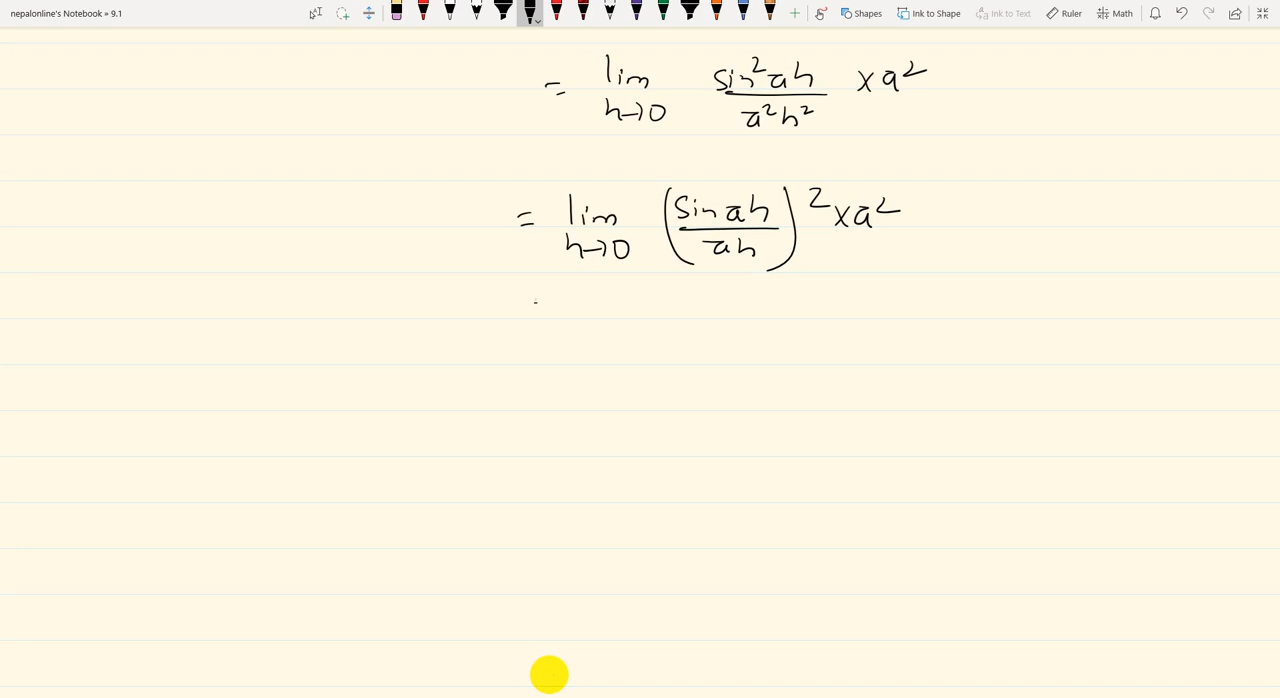 nepalonline's Notebook » 9.1 Shapes Ink to Shape Ink to Text Ruler Math
= lim h→0 sin²ah / a²h² × a²
= lim h→0 (sin ah / ah)² × a²